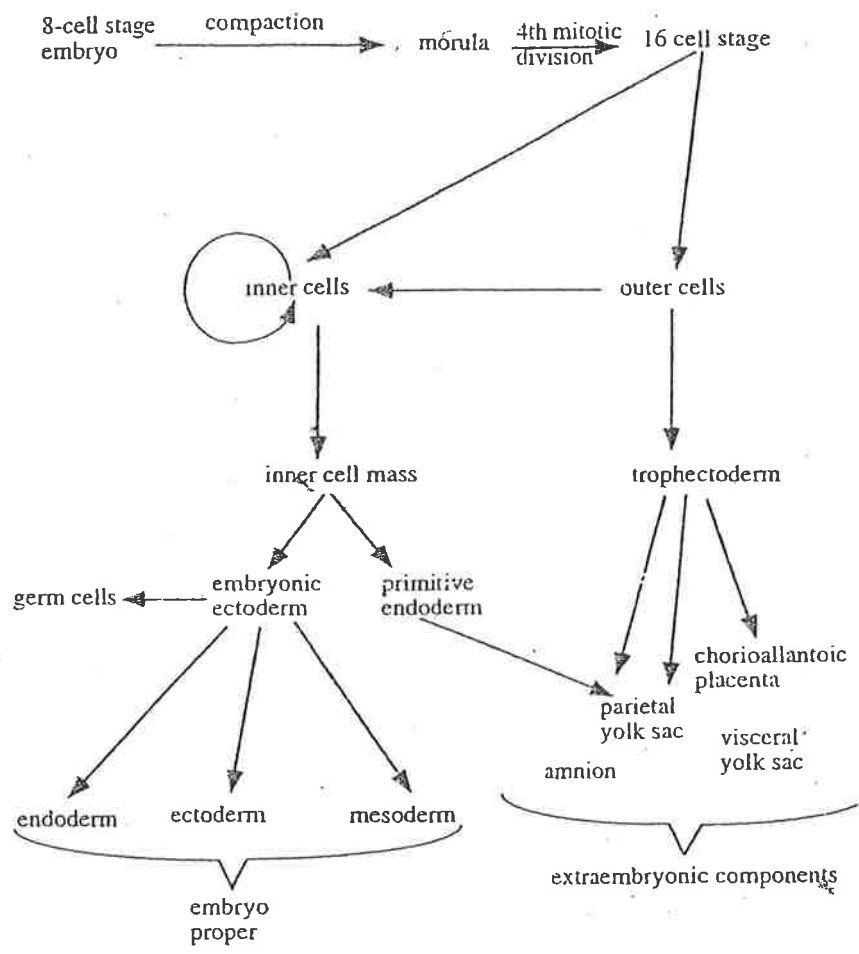 8-cell stage
embryo
compaction
mórula
4th mitotic
division
16 cell stage
inner cells
outer cells
inner cell mass
trophectoderm
germ cells
embryonic
ectoderm
primitive
endoderm
chorioallantoic
placenta
parietal
yolk sac
visceral
yolk sac
amnion
endoderm
ectoderm
mesoderm
extraembryonic components
embryo
proper